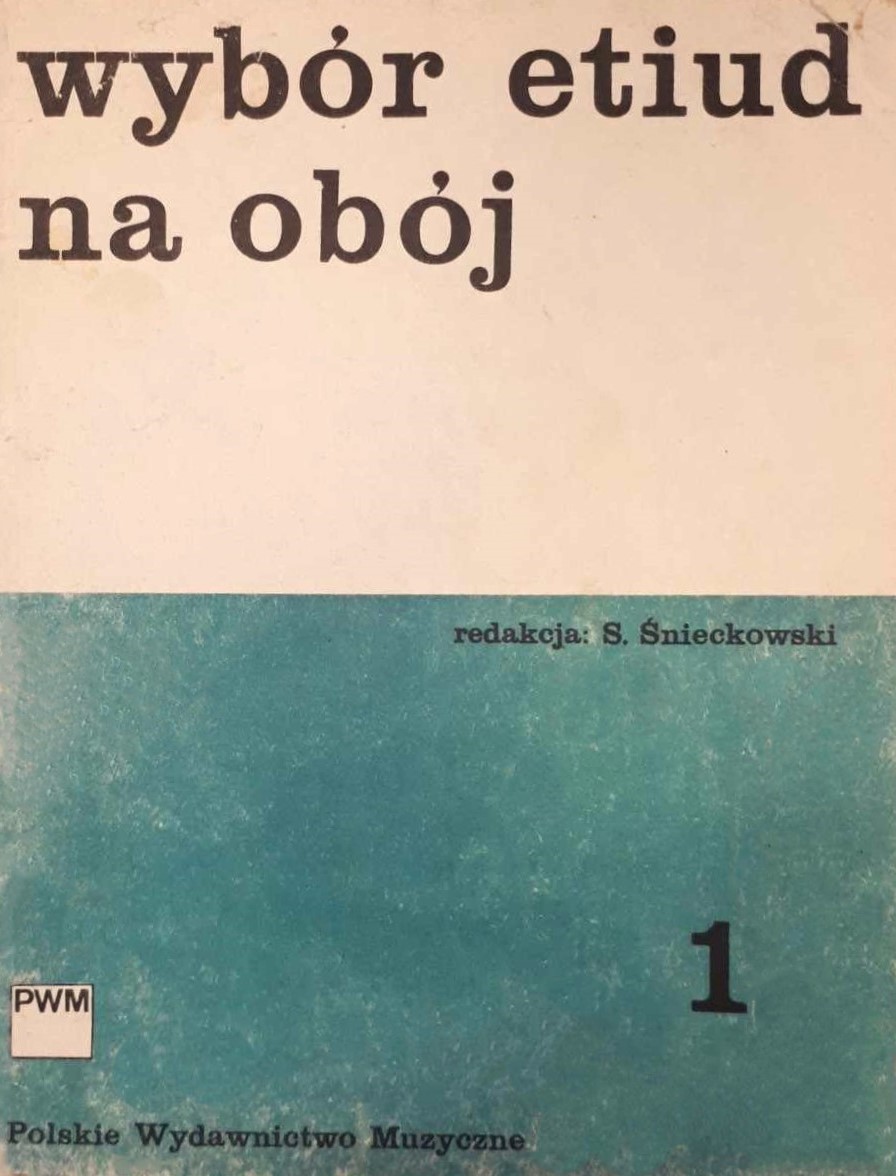 wybór etiud
na obój
redakcja: S. Śnieckowski
1
PWM
Polskie Wydawnictwo Muzyczne